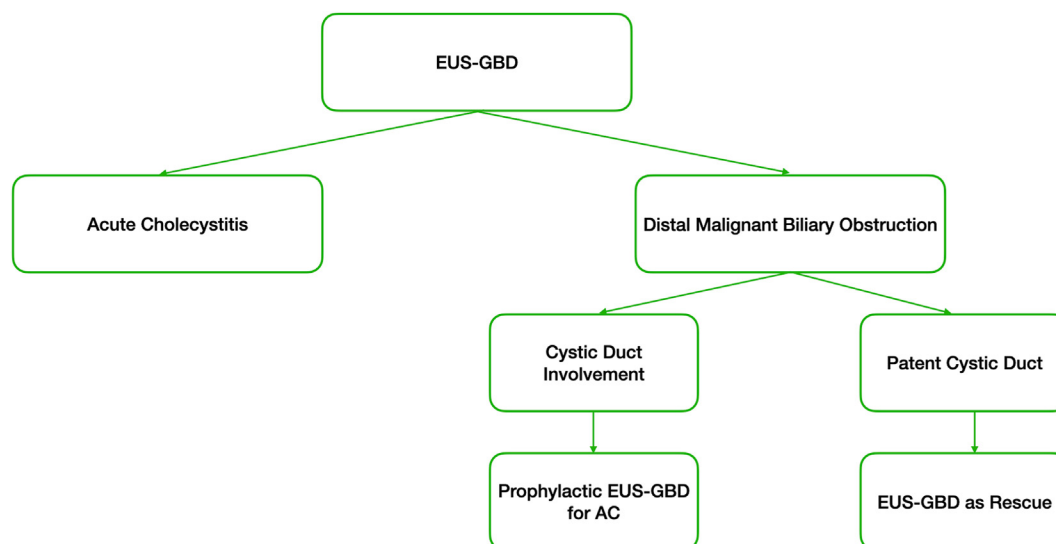 EUS-GBD
Acute Cholecystitis
Distal Malignant Biliary Obstruction
Cystic Duct
Involvement
Patent Cystic Duct
Prophylactic EUS-GBD
for AC
EUS-GBD as Rescue